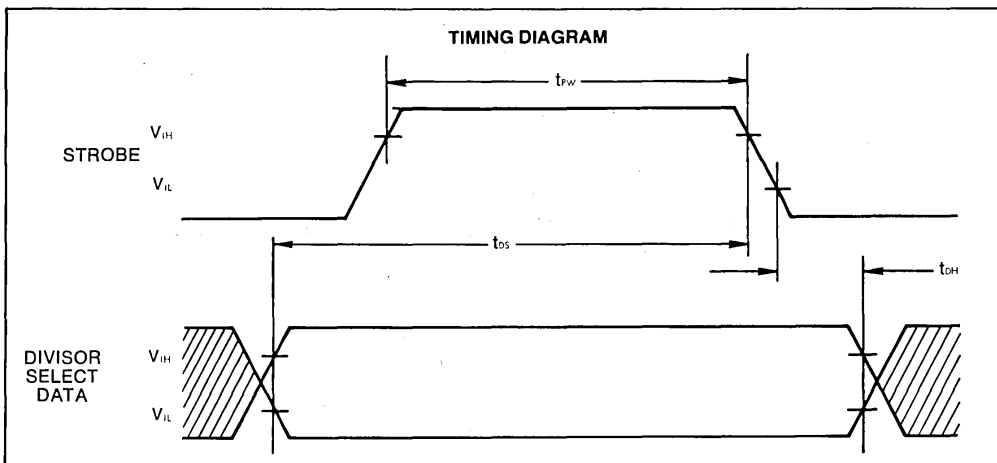 TIMING DIAGRAM
tPW
VIH
STROBE
VIL
tDS
tDH
DIVISOR
SELECT
DATA
VIH
VIL